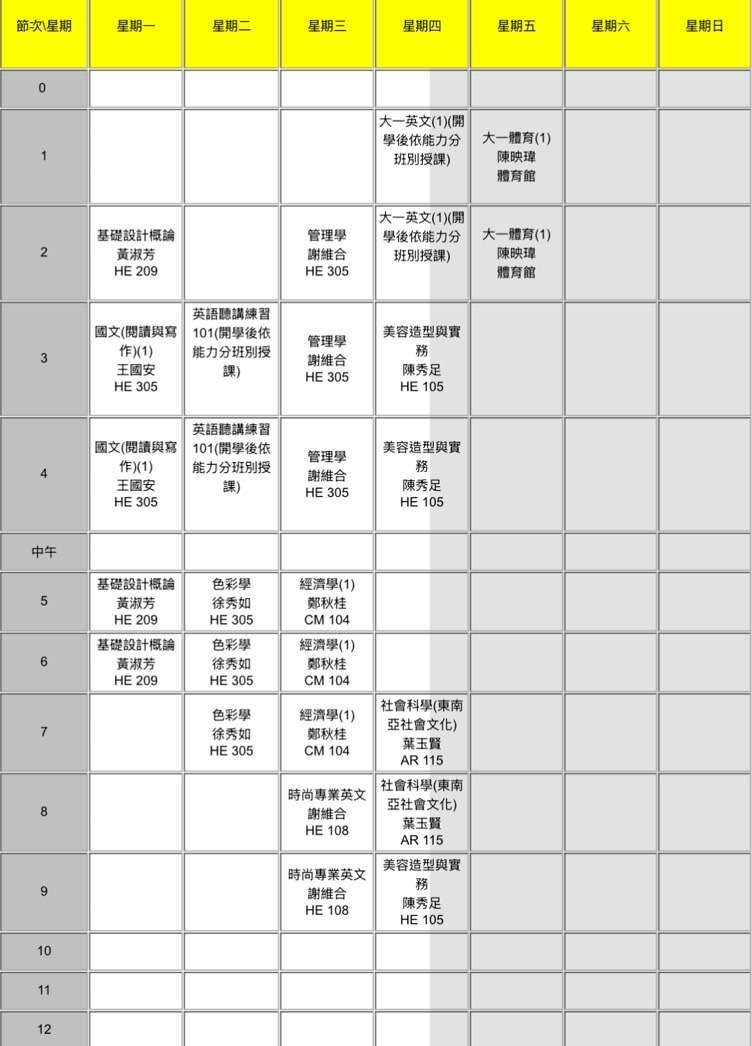 節次\星期 星期一 星期二 星期三 星期四 星期五 星期六 星期日
0
1
大一英文(1)(開
學後依能力分
班別授課)
大一體育(1)
陳映瑋
體育館
2
基礎設計概論
黃淑芳
HE 209
管理學
謝維合
HE 305
大一英文(1)(開
學後依能力分
班別授課)
大一體育(1)
陳映瑋
體育館
3
國文(閱讀與寫
作)(1)
王國安
HE 305
英語聽講練習
101(開學後依
能力分班別授
課)
管理學
謝維合
HE 305
美容造型與實
務
陳秀足
HE 105
4
國文(閱讀與寫
作)(1)
王國安
HE 305
英語聽講練習
101(開學後依
能力分班別授
課)
管理學
謝維合
HE 305
美容造型與實
務
陳秀足
HE 105
中午
5
基礎設計概論
黃淑芳
HE 209
色彩學
徐秀如
HE 305
經濟學(1)
鄭秋桂
CM 104
6
基礎設計概論
黃淑芳
HE 209
色彩學
徐秀如
HE 305
經濟學(1)
鄭秋桂
CM 104
7
色彩學
徐秀如
HE 305
經濟學(1)
鄭秋桂
CM 104
社會科學(東南
亞社會文化)
葉玉賢
AR 115
8
時尚專業英文
謝維合
HE 108
社會科學(東南
亞社會文化)
葉玉賢
AR 115
9
時尚專業英文
謝維合
HE 108
美容造型與實
務
陳秀足
HE 105
10
11
12